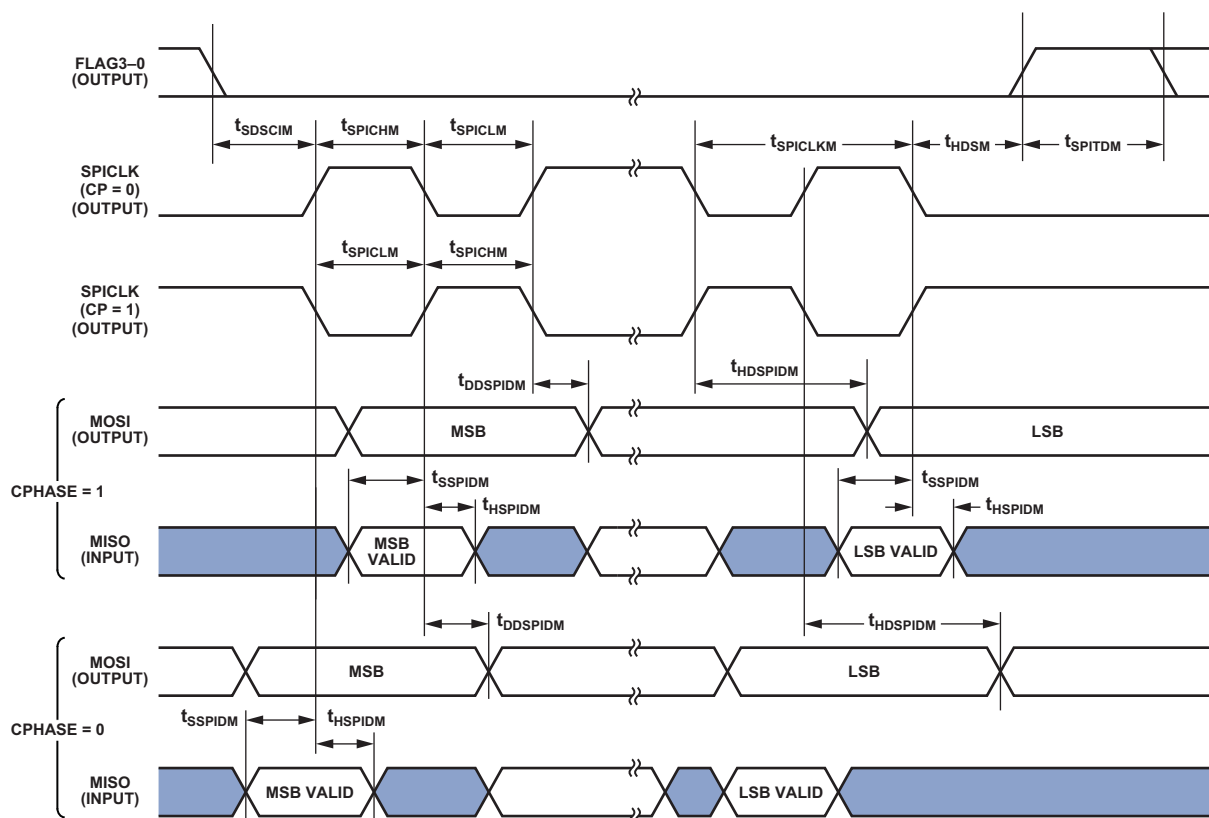 FLAG3–0
(OUTPUT)
tSDSCIM
tSPICHM
tSPICLM
tSPICLKM
tHDSM
tSPITDM
SPICLK
(CP = 0)
(OUTPUT)
tSPICLM
tSPICHM
SPICLK
(CP = 1)
(OUTPUT)
tDDSPIDM
tHDSPIDM
CPHASE = 1
MOSI
(OUTPUT)
MSB
LSB
tSSPIDM
tHSPIDM
tSSPIDM
tHSPIDM
MISO
(INPUT)
MSB
VALID
LSB VALID
tDDSPIDM
tHDSPIDM
CPHASE = 0
MOSI
(OUTPUT)
MSB
LSB
tSSPIDM
tHSPIDM
MISO
(INPUT)
MSB VALID
LSB VALID